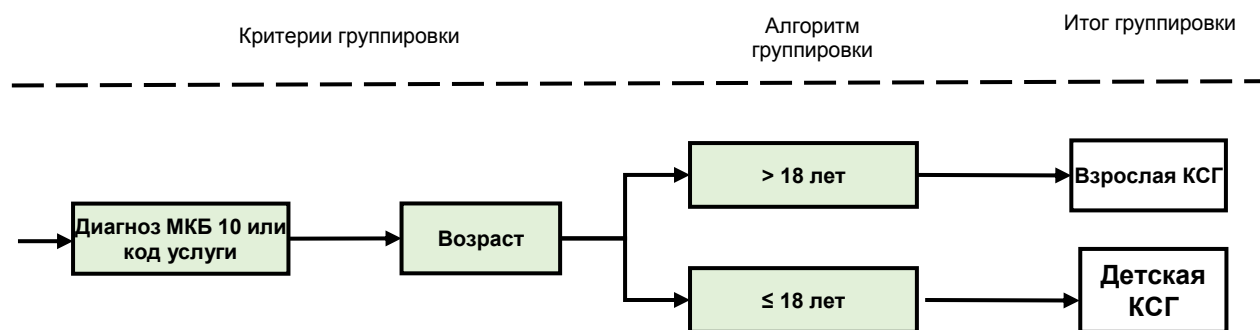 Критерии группировки
Алгоритм
группировки
Итог группировки
Диагноз МКБ 10 или
код услуги
Возраст
> 18 лет
Взрослая КСГ
≤ 18 лет
Детская
КСГ